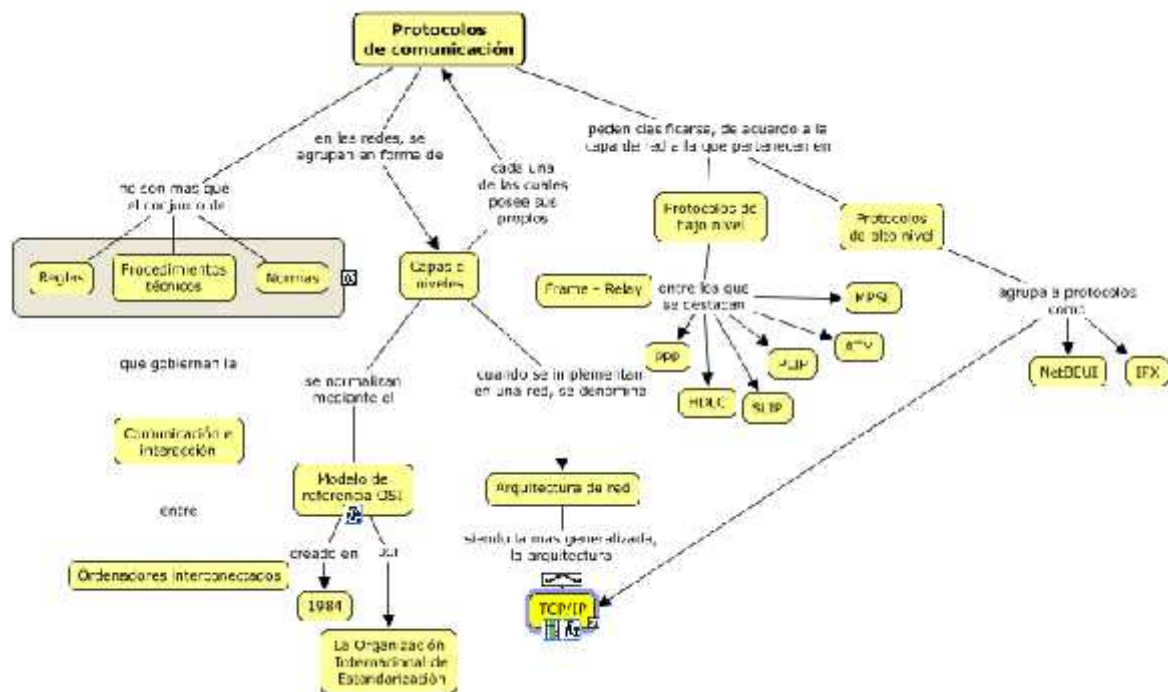 Protocolos
de comunicación
en las redes, se
agrupan en forma de
cada una
de las cuales
posee sus
propios
peden clasificarse, de acuerdo a la
capa de red a la que pertenecen en
no son mas que
el conjunto de
Reglas
Procedimientos
técnicos
Normas
Capas o
niveles
Protocolos de
bajo nivel
Protocolos
de alto nivel
Frame - Relay
entre los que
se destacan
MPSL
ATM
PLIP
SLIP
HDLC
PPP
agrupa a protocolos
como
NetBEUI
IPX
que gobiernan la
Comunicación e
interacción
entre
Ordenadores interconectados
se normalizan
mediante el
cuando se implementan
en una red, se denomina
Modelo de
referencia OSI
creado en
por
1984
La Organización
Internacional de
Estandarización
Arquitectura de red
siendo la mas generalizada,
la arquitectura
TCP/IP